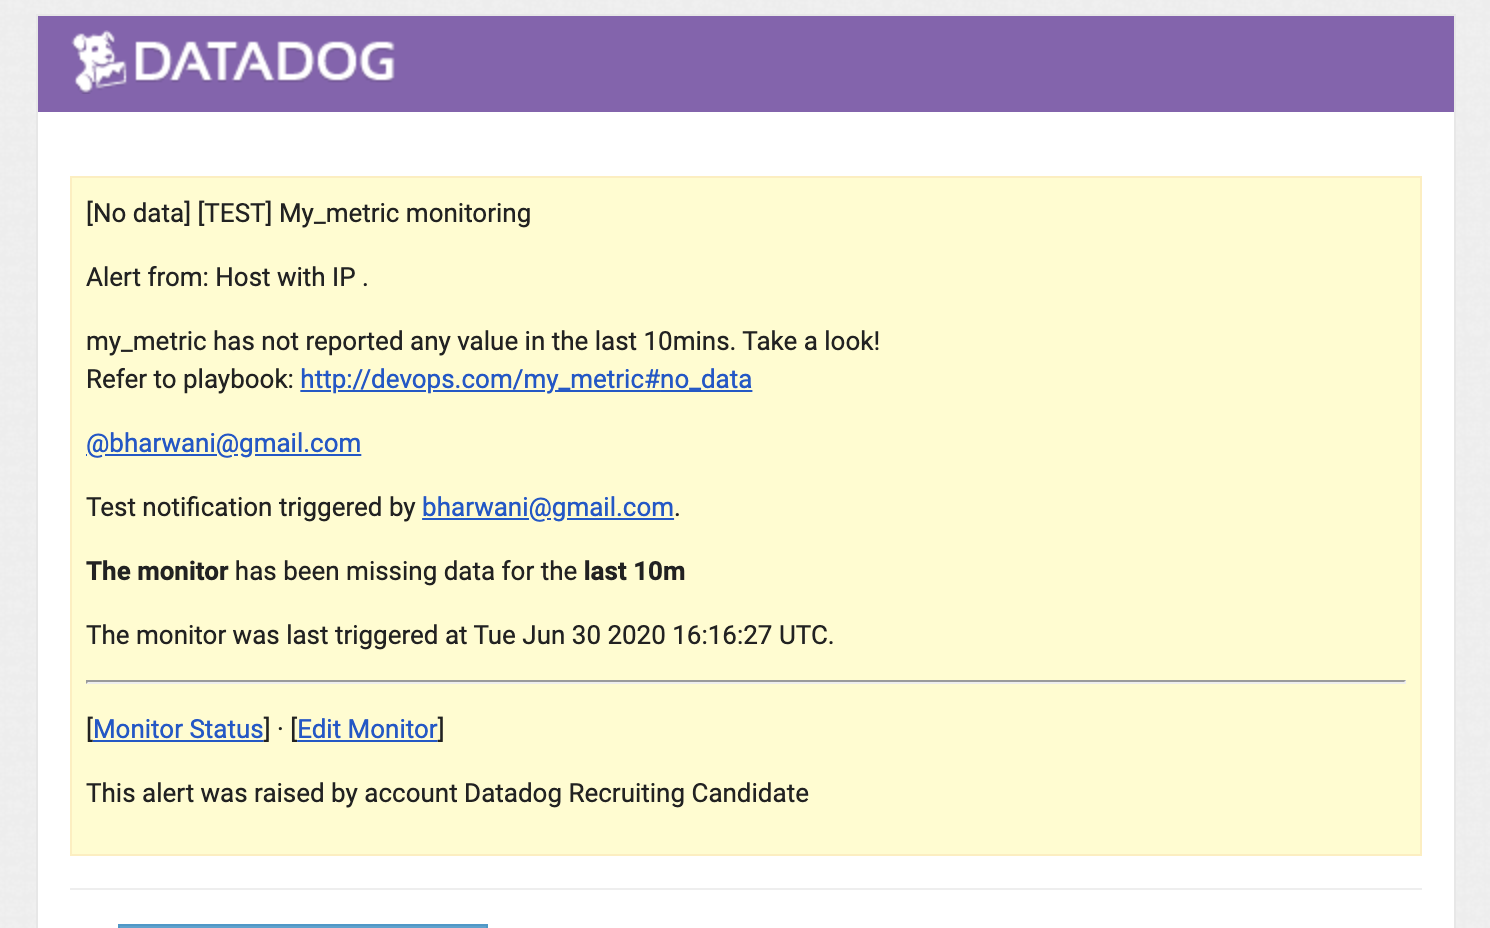 DATADOG
[No data] [TEST] My_metric monitoring
Alert from: Host with IP .
my_metric has not reported any value in the last 10mins. Take a look!
Refer to playbook: http://devops.com/my_metric#no_data
@bharwani@gmail.com
Test notification triggered by bharwani@gmail.com.
The monitor has been missing data for the last 10m
The monitor was last triggered at Tue Jun 30 2020 16:16:27 UTC.
[Monitor Status] · [Edit Monitor]
This alert was raised by account Datadog Recruiting Candidate